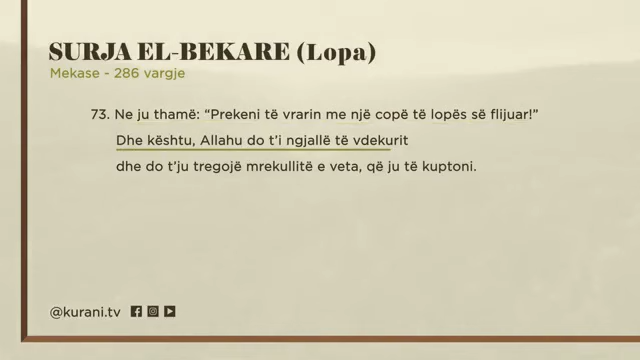 SURJA EL-BEKARE (Lopa)
Mekase - 286 vargje
73. Ne ju thamë: “Prekeni të vrarin me një copë të lopës së flijuar!”
Dhe kështu, Allahu do t’i ngjallë të vdekurit
dhe do t’ju tregojë mrekullitë e veta, që ju të kuptoni.
@kurani.tv